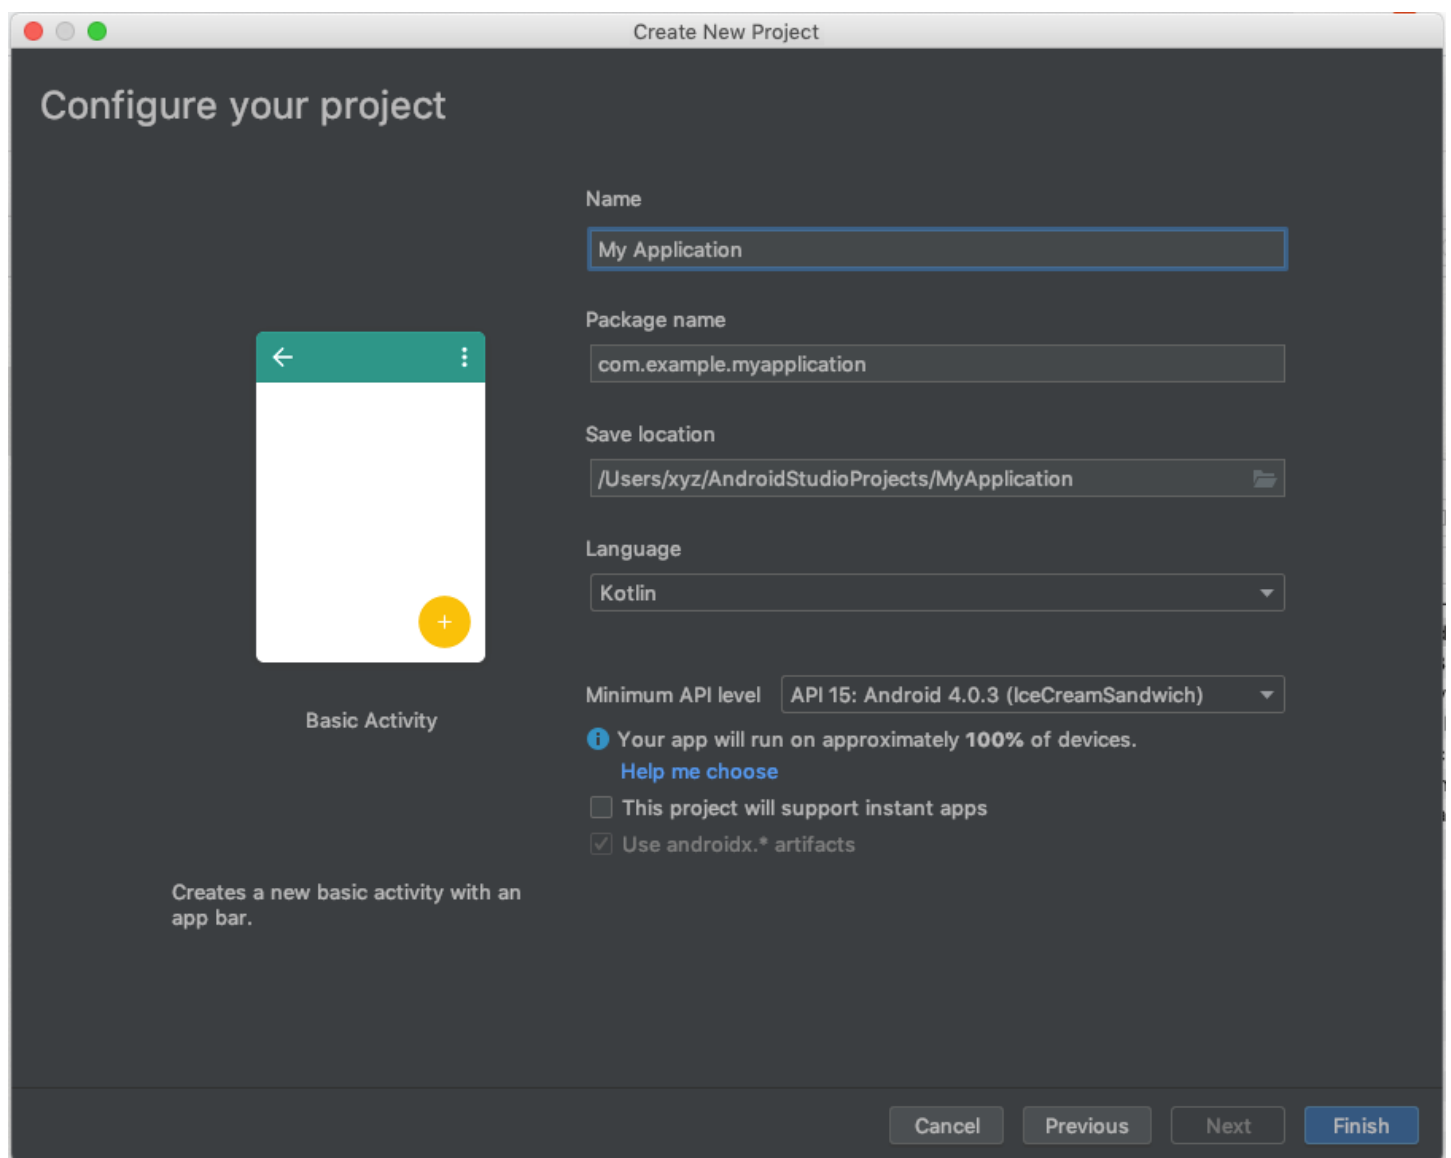 Create New Project
Configure your project
Name
My Application
Package name
com.example.myapplication
Save location
/Users/xyz/AndroidStudioProjects/MyApplication
Language
Kotlin
Minimum API level API 15: Android 4.0.3 (IceCreamSandwich)
Your app will run on approximately 100% of devices.
Help me choose
This project will support instant apps
Use androidx.* artifacts
Basic Activity
Creates a new basic activity with an
app bar.
Cancel Previous Next Finish